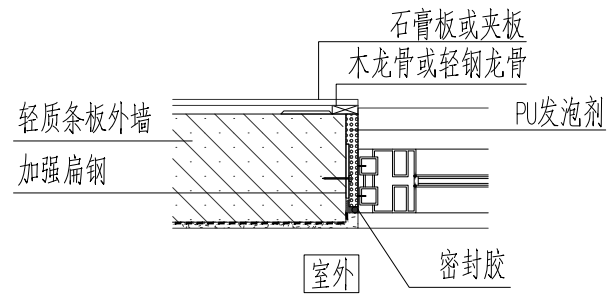 石膏板或夹板
木龙骨或轻钢龙骨
轻质条板外墙
PU发泡剂
加强扁钢
密封胶
室外